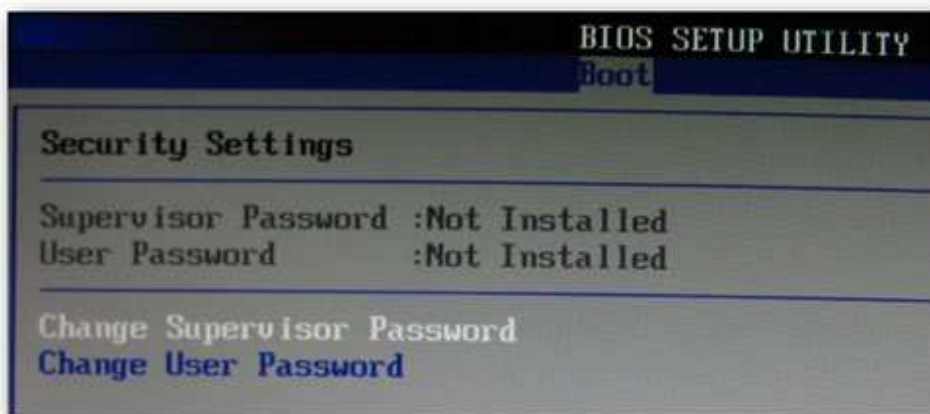 BIOS SETUP UTILITY
Boot
Security Settings
Supervisor Password :Not Installed
User Password :Not Installed
Change Supervisor Password
Change User Password